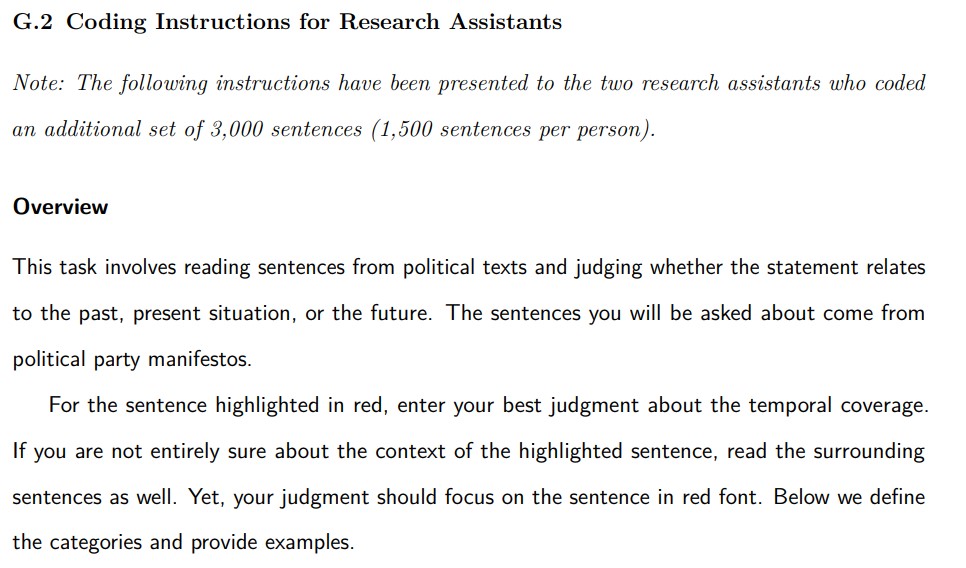 G.2 Coding Instructions for Research Assistants
Note: The following instructions have been presented to the two research assistants who coded
an additional set of 3,000 sentences (1,500 sentences per person).
Overview
This task involves reading sentences from political texts and judging whether the statement relates
to the past, present situation, or the future. The sentences you will be asked about come from
political party manifestos.
For the sentence highlighted in red, enter your best judgment about the temporal coverage.
If you are not entirely sure about the context of the highlighted sentence, read the surrounding
sentences as well. Yet, your judgment should focus on the sentence in red font. Below we define
the categories and provide examples.